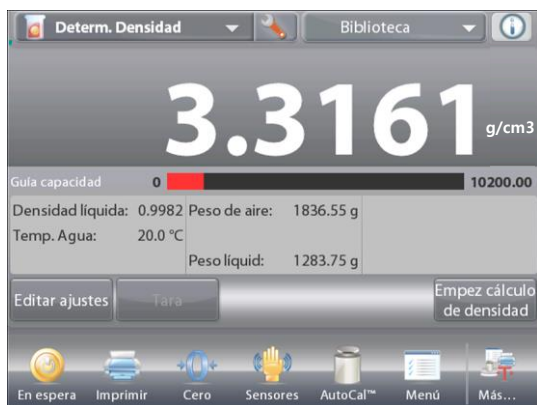 Determ. Densidad
Biblioteca
3.3161 g/cm3
Guía capacidad 0 10200.00
Densidad líquida: 0.9982 Peso de aire: 1836.55 g
Temp. Agua: 20.0 °C
Peso líquid: 1283.75 g
Editar ajustes
Tara
Empez cálculo
de densidad
En espera Imprimir Cero Sensores AutoCal™ Menú Más...